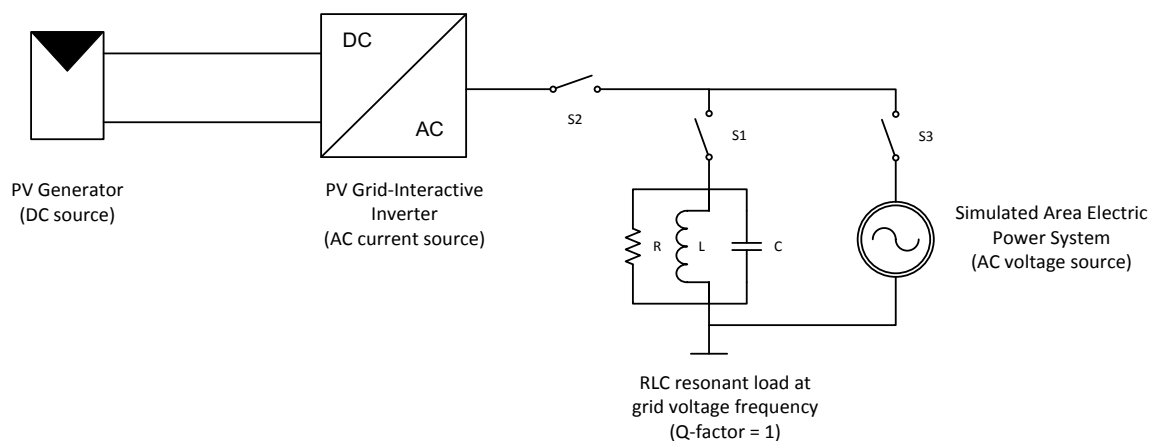 DC
AC
S2
S1
S3
PV Generator
(DC source)
PV Grid-Interactive
Inverter
(AC current source)
R
L
C
Simulated Area Electric
Power System
(AC voltage source)
RLC resonant load at
grid voltage frequency
(Q-factor = 1)